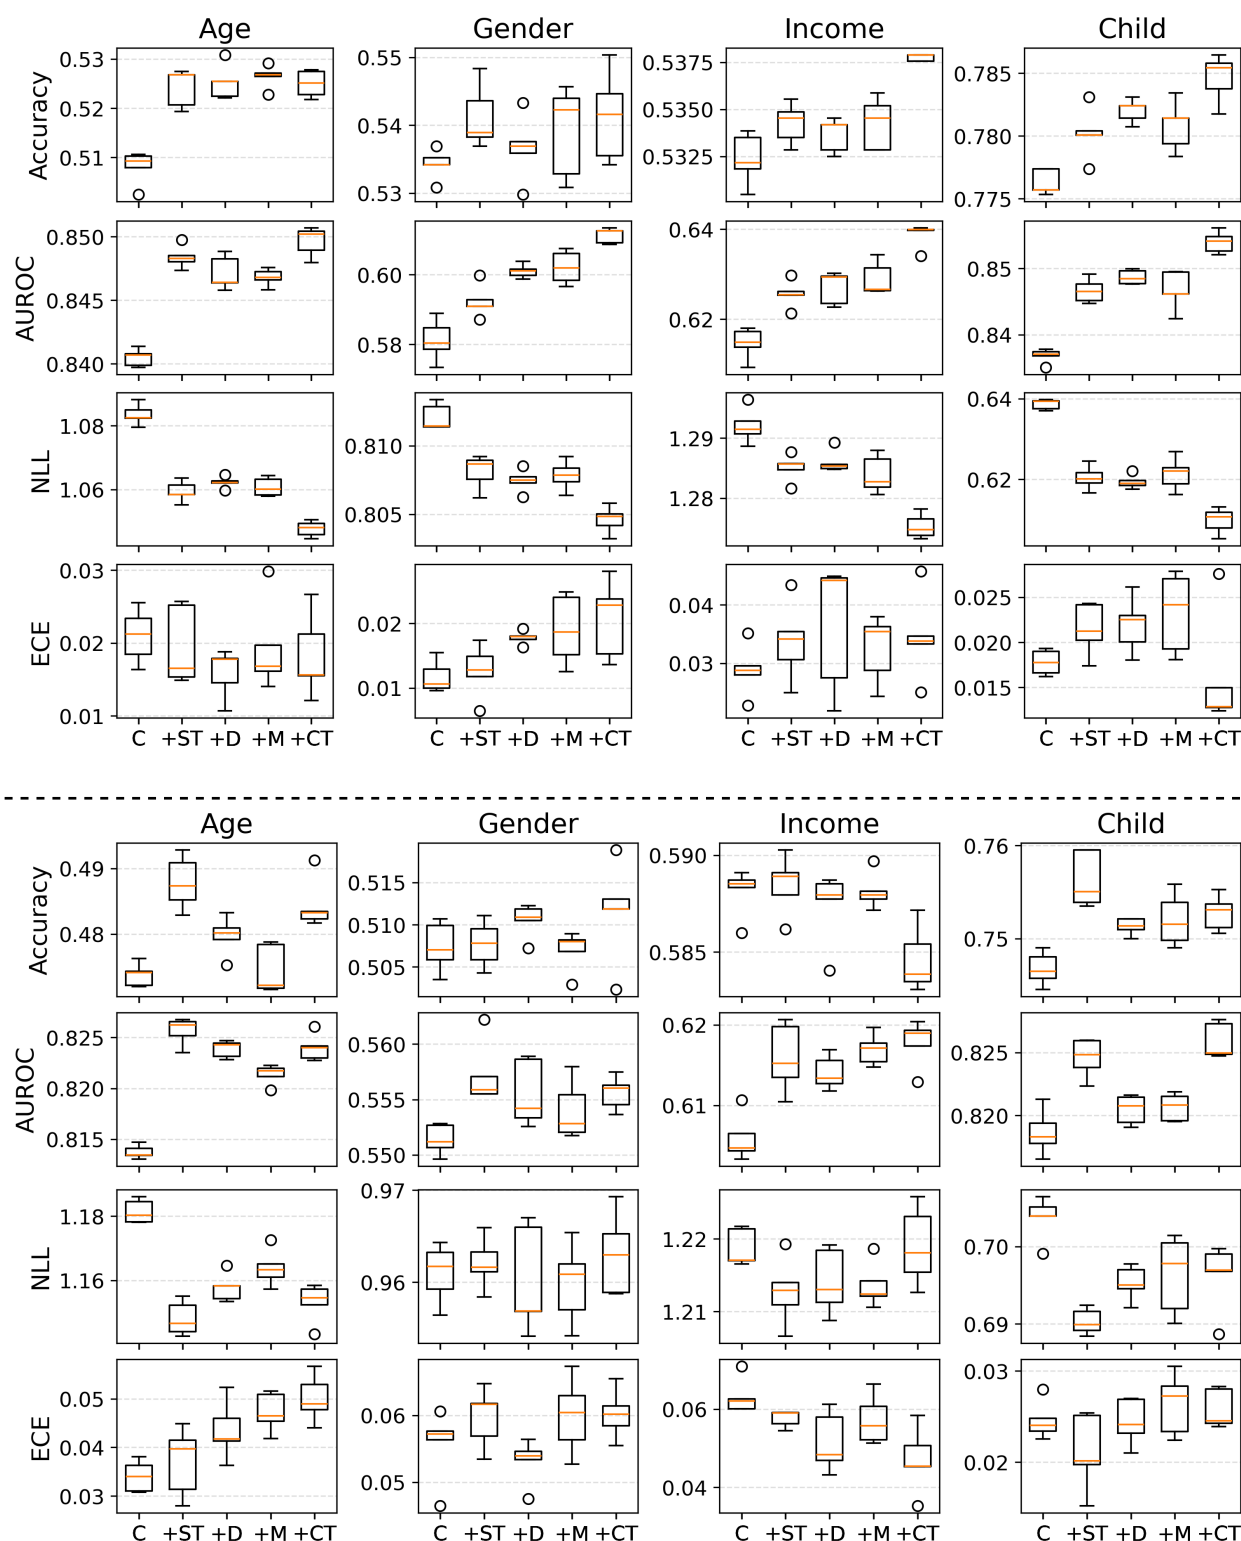 Age Gender Income Child
Accuracy
0.53 0.55 0.5375 0.785
0.52 0.54 0.5350 0.780
0.51 0.53 0.5325 0.775
AUROC
0.850 0.60 0.64 0.85
0.845 0.58 0.62 0.84
0.840
NLL
1.08 0.810 1.29 0.64
1.06 0.805 1.28 0.62
ECE
0.03 0.02 0.04 0.025
0.02 0.01 0.03 0.020
0.01 0.015
C +ST +D +M +CT C +ST +D +M +CT C +ST +D +M +CT C +ST +D +M +CT
Age Gender Income Child
Accuracy
0.49 0.515 0.590 0.76
0.48 0.510 0.585 0.75
0.505
AUROC
0.825 0.560 0.62 0.825
0.820 0.555 0.61 0.820
0.815 0.550
NLL
1.18 0.97 1.22 0.70
1.16 0.96 1.21 0.69
ECE
0.05 0.06 0.06 0.03
0.04 0.05 0.04 0.02
0.03
C +ST +D +M +CT C +ST +D +M +CT C +ST +D +M +CT C +ST +D +M +CT